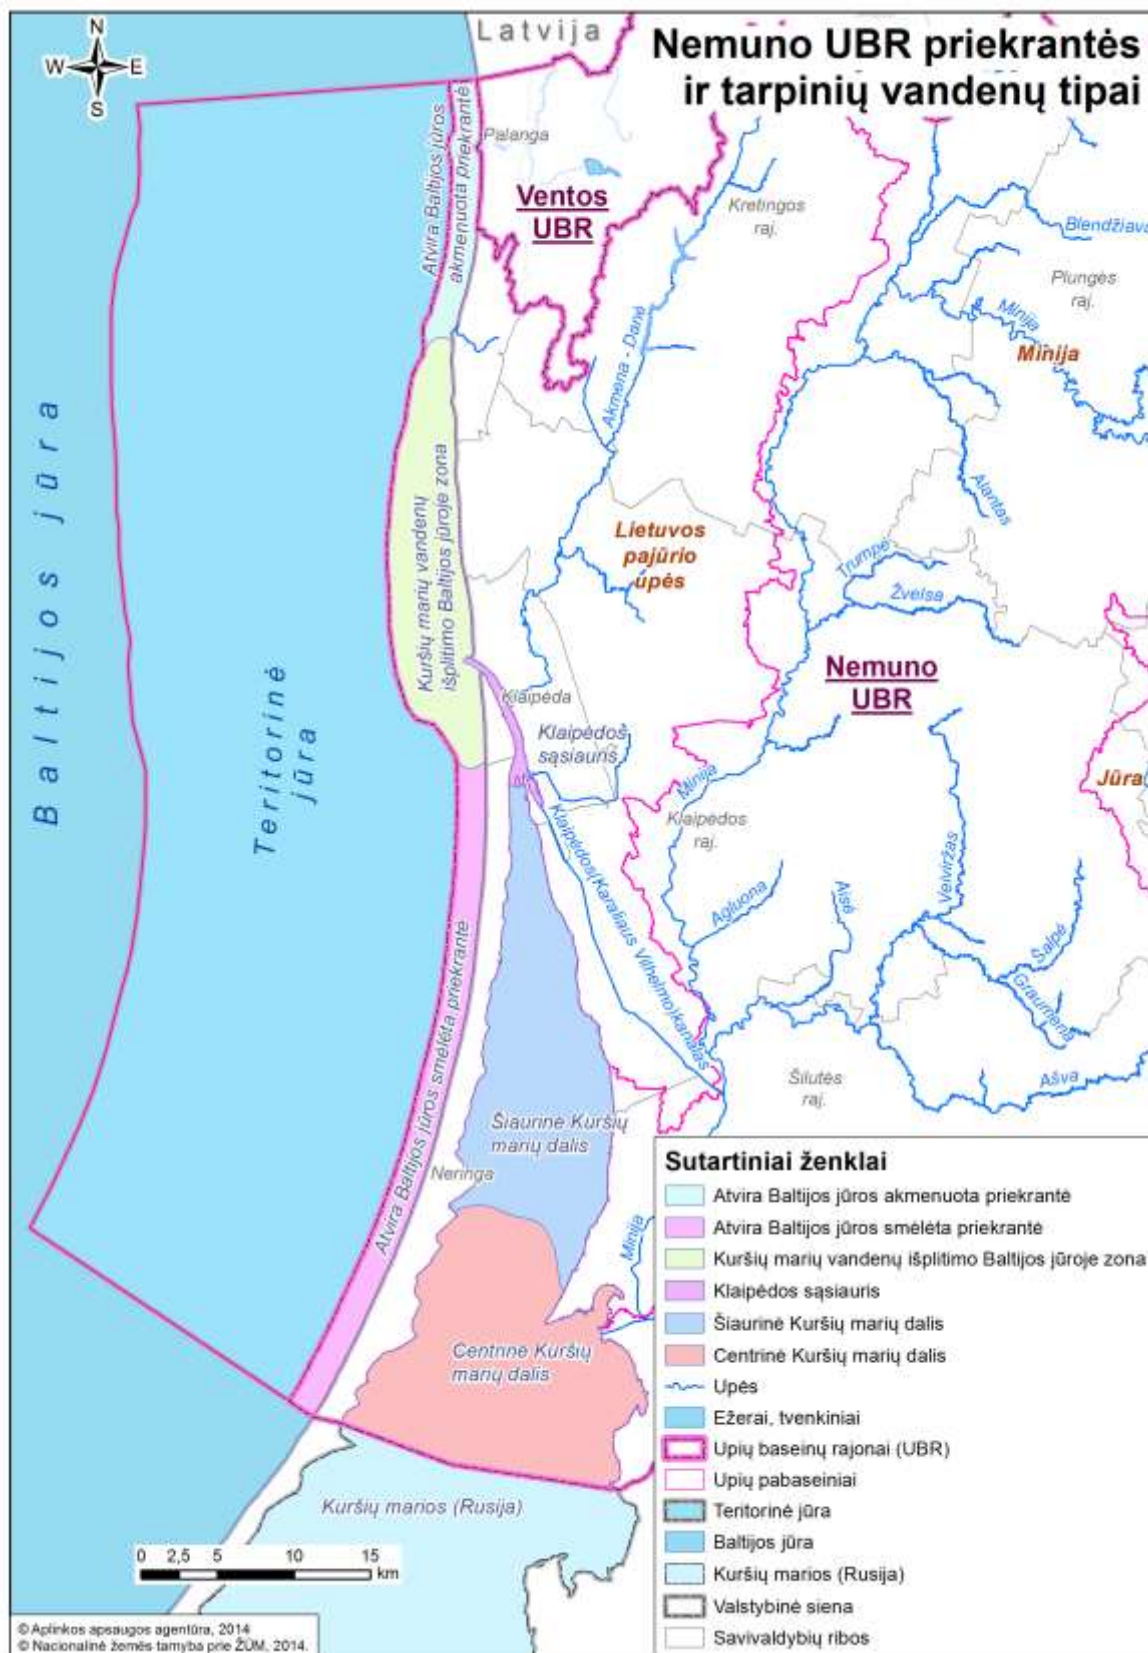 N
W E
S
Latvija
Nemuno UBR priekrantės
ir tarpinių vandenų tipai
Palanga
Atvira Baltijos jūros
akmenuota priekrantė
Ventos
UBR
Kretingos
raj.
Blendžiava
Plungės
raj.
Minija
Minija
Akmena - Danė
Alantas
Baltijos jūra
Teritorinė
jūra
Kuršių marių vandenų
išplitimo Baltijos jūroje zona
Lietuvos
pajūrio
upės
Trumpė
Žvelsa
Nemuno
UBR
Klaipėda
Klaipėdos
sąsiauris
Minija
Klaipėdos
raj.
Jūra
Klaipėdos(Karaliaus Vilhelmo)kanalas
Agluona
Aisė
Veiviržas
Šalpė
Graumena
Ašva
Šilutės
raj.
Atvira Baltijos jūros smėlėta priekrantė
Šiaurinė Kuršių
marių dalis
Neringa
Minija
Centrinė Kuršių
marių dalis
Kuršių marios (Rusija)
0 2,5 5 10 15
km
Sutartiniai ženklai
Atvira Baltijos jūros akmenuota priekrantė
Atvira Baltijos jūros smėlėta priekrantė
Kuršių marių vandenų išplitimo Baltijos jūroje zona
Klaipėdos sąsiauris
Šiaurinė Kuršių marių dalis
Centrinė Kuršių marių dalis
Upės
Ežerai, tvenkiniai
Upių baseinų rajonai (UBR)
Upių pabaseiniai
Teritorinė jūra
Baltijos jūra
Kuršių marios (Rusija)
Valstybinė siena
Savivaldybių ribos
© Aplinkos apsaugos agentūra, 2014
© Nacionalinė žemės tarnyba prie ŽŪM, 2014.